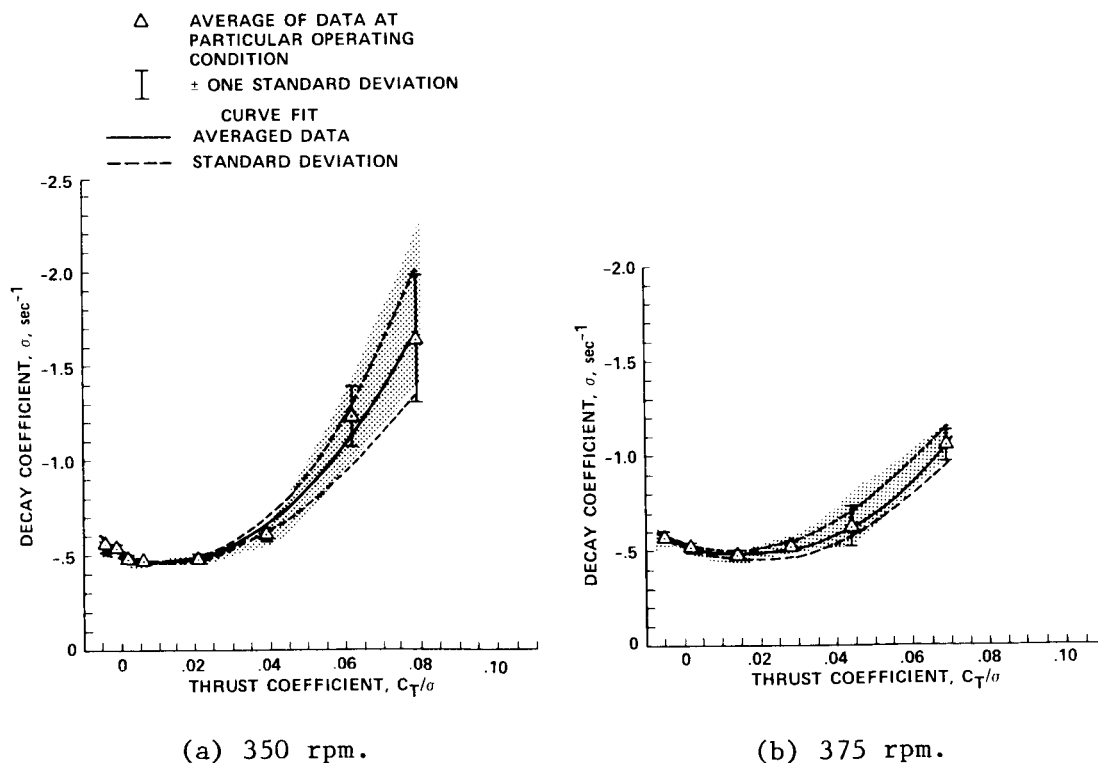 AVERAGE OF DATA AT
PARTICULAR OPERATING
CONDITION
± ONE STANDARD DEVIATION
CURVE FIT
AVERAGED DATA
STANDARD DEVIATION
-2.5
-2.0
-1.5
-1.0
-.5
0
DECAY COEFFICIENT, σ, sec⁻¹
0 .02 .04 .06 .08 .10
THRUST COEFFICIENT, C_T/σ
(a) 350 rpm.
-2.0
-1.5
-1.0
-.5
0
DECAY COEFFICIENT, σ, sec⁻¹
0 .02 .04 .06 .08 .10
THRUST COEFFICIENT, C_T/σ
(b) 375 rpm.